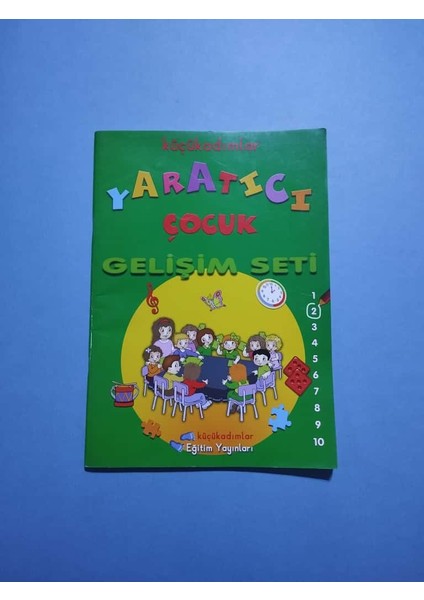 küçükadımlar
YARATICI
ÇOCUK
GELİŞİM SETİ
1
2
3
4
5
6
7
8
9
10
küçükadımlar
Eğitim Yayınları